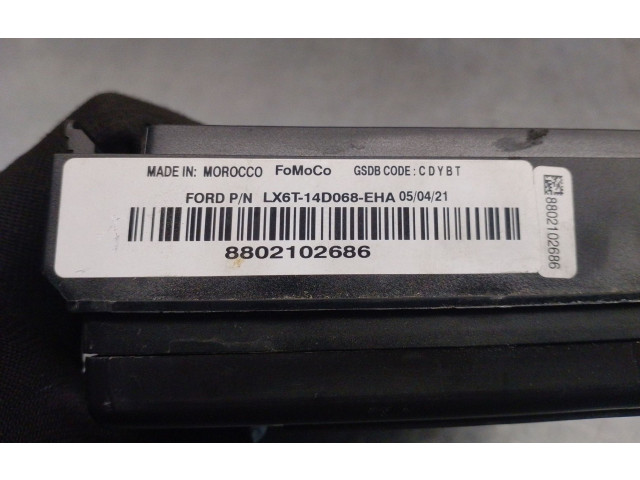 MADE IN: MOROCCO FoMoCo GSDB CODE: CDYBT
FORD P/N LX6T-14D068-EHA 05/04/21
8802102686
8802102686